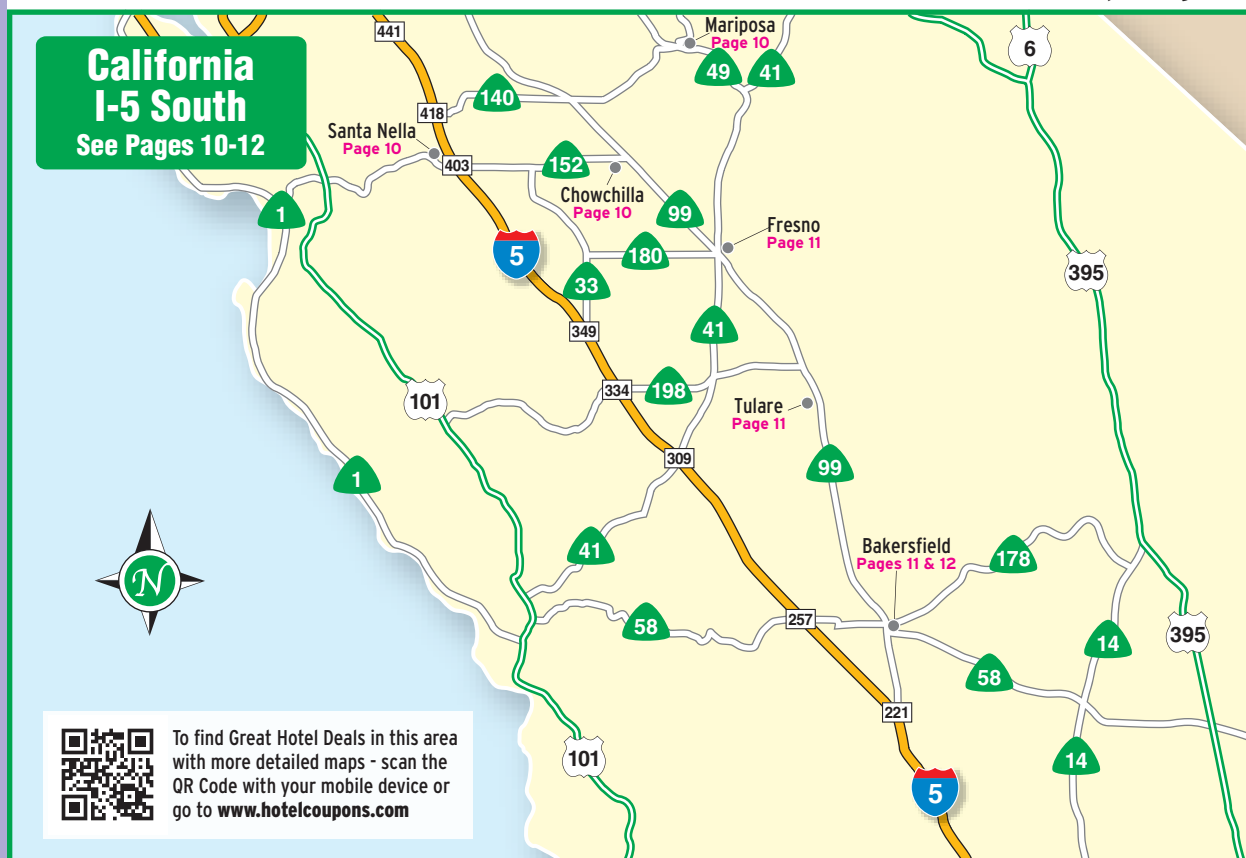 California
I-5 South
See Pages 10-12
441
Mariosa
Page 10
6
49
41
140
418
Santa Nella
Page 10
403
152
Chowchilla
Page 10
1
99
Fresno
Page 11
5
180
395
33
349
41
334
198
101
Tulare
Page 11
309
99
1
N
41
Bakersfield
Pages 11 & 12
178
58
257
14
395
58
221
101
14
5
To find Great Hotel Deals in this area
with more detailed maps - scan the
QR Code with your mobile device or
go to www.hotelcoupons.com